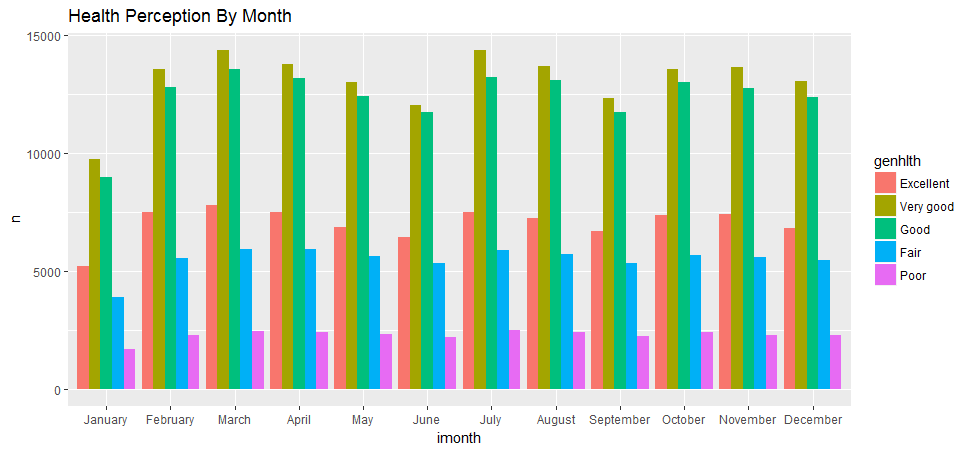 Health Perception By Month
15000
10000
5000
0
n
January February March April May June July August September October November December
imonth
genhlth
Excellent
Very good
Good
Fair
Poor